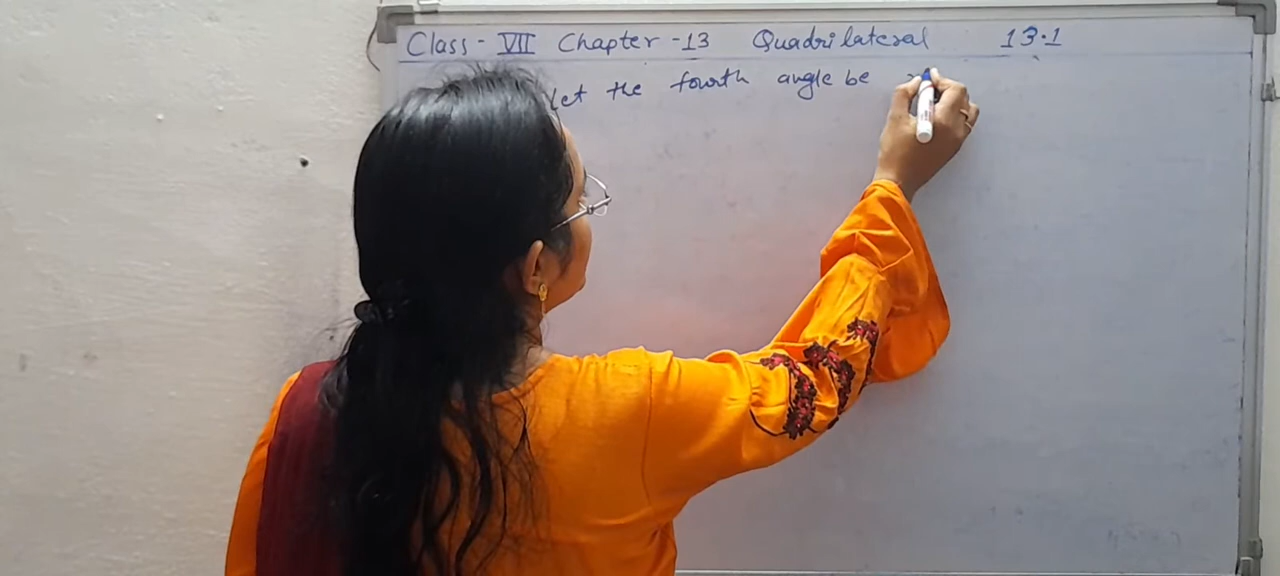 Class - VII Chapter - 13 Quadrilateral 13.1
let the fourth angle be x